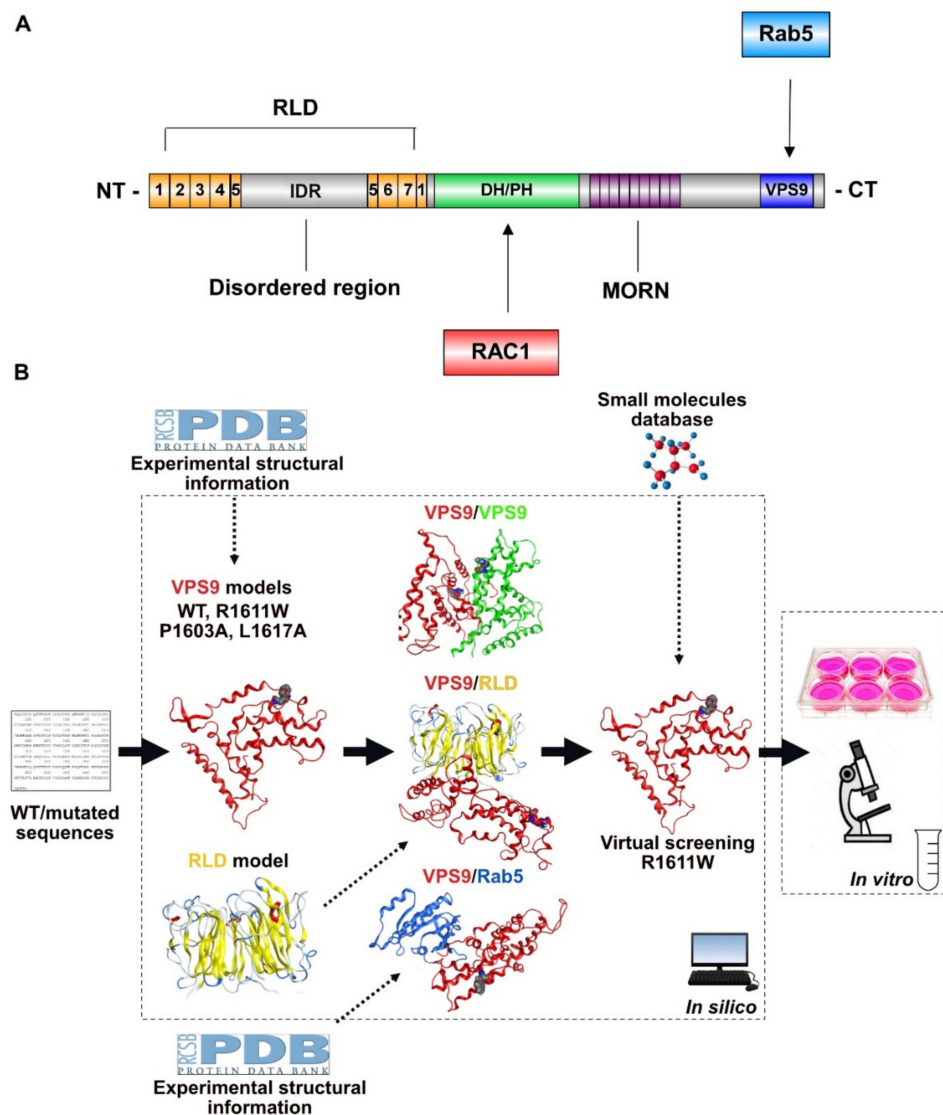 A
Rab5
RLD
NT -
1 2 3 4 5 IDR 5 6 7 1 DH/PH VPS9
- CT
Disordered region
MORN
RAC1
B
RCSB PDB
PROTEIN DATA BANK
Experimental structural
information
Small molecules
database
VPS9/VPS9
VPS9 models
WT, R1611W
P1603A, L1617A
VPS9/RLD
WT/mutated
sequences
Virtual screening
R1611W
RLD model
VPS9/Rab5
In vitro
In silico
RCSB PDB
PROTEIN DATA BANK
Experimental structural
information